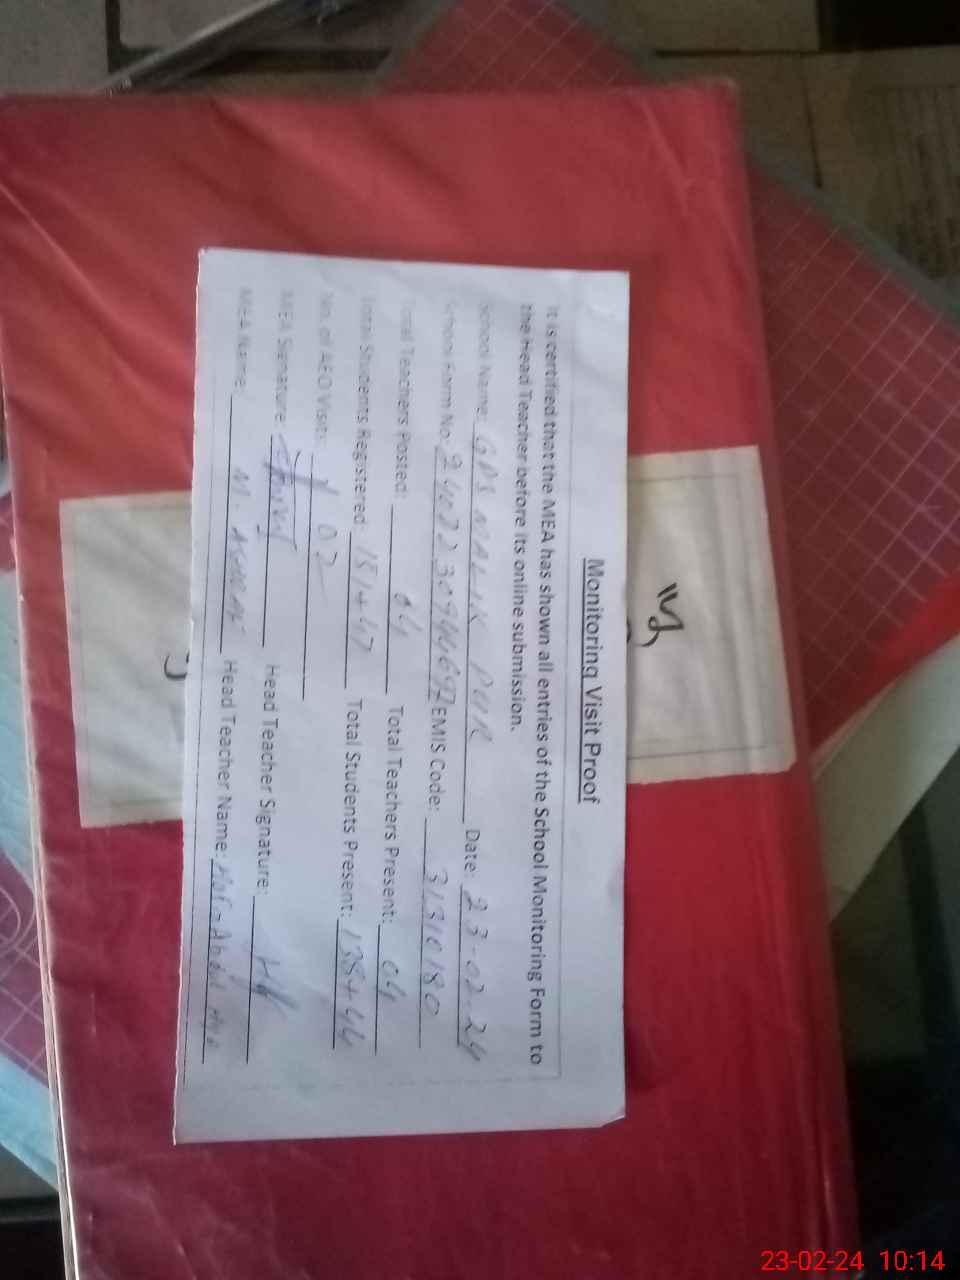 Monitoring Visit Proof
It is certified that the MEA has shown all entries of the School Monitoring Form to
the Head Teacher before its online submission.
School Name: GPS MALIK PUR Date: 23-02-24
School Form No. EMIS Code: 31310180
Total Teachers Posted: 04 Total Teachers Present: 04
Total Students Registered: 151+47 Total Students Present: 138+44
No. of AEO Visits: 02
MEA Signature: Head Teacher Signature:
MEA Name: M ASHRAF Head Teacher Name: Abdul
23-02-24 10:14